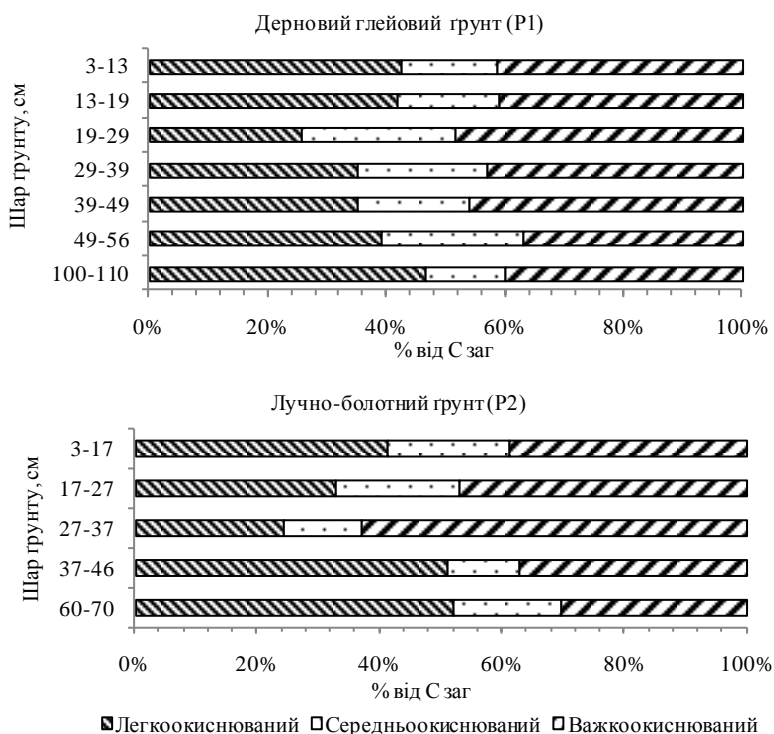 Дерновий глейовий ґрунт (Р1)
Шар ґрунту, см
3-13
13-19
19-29
29-39
39-49
49-56
100-110
0% 20% 40% 60% 80% 100%
% від С заг
Лучно-болотний ґрунт (Р2)
Шар ґрунту, см
3-17
17-27
27-37
37-46
60-70
0% 20% 40% 60% 80% 100%
% від С заг
Легкоокиснюваний Середньоокиснюваний Важкоокиснюваний